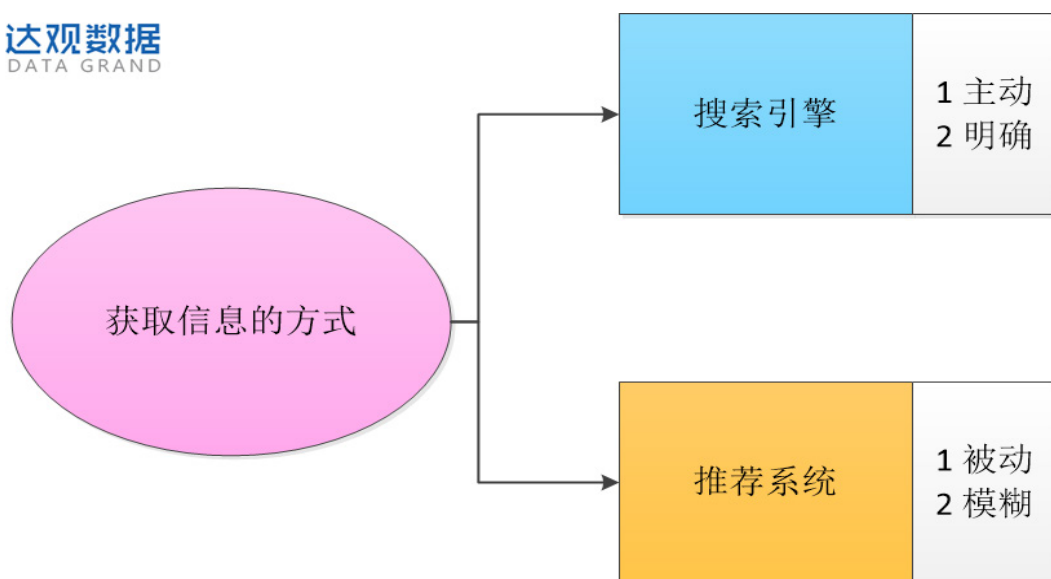 达观数据
DATA GRAND
搜索引擎
1 主动
2 明确
获取信息的方式
推荐系统
1 被动
2 模糊